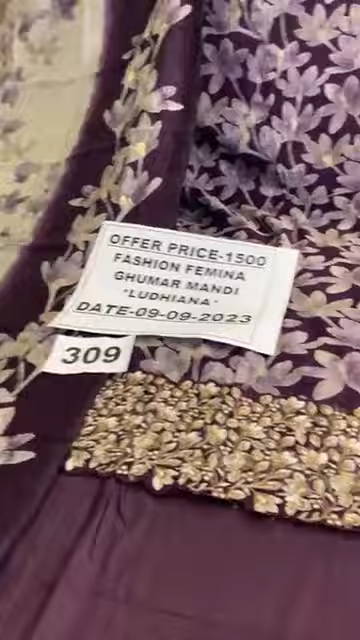 OFFER PRICE-1500
FASHION FEMINA
GHUMAR MANDI
"LUDHIANA"
DATE-09-09-2023
309